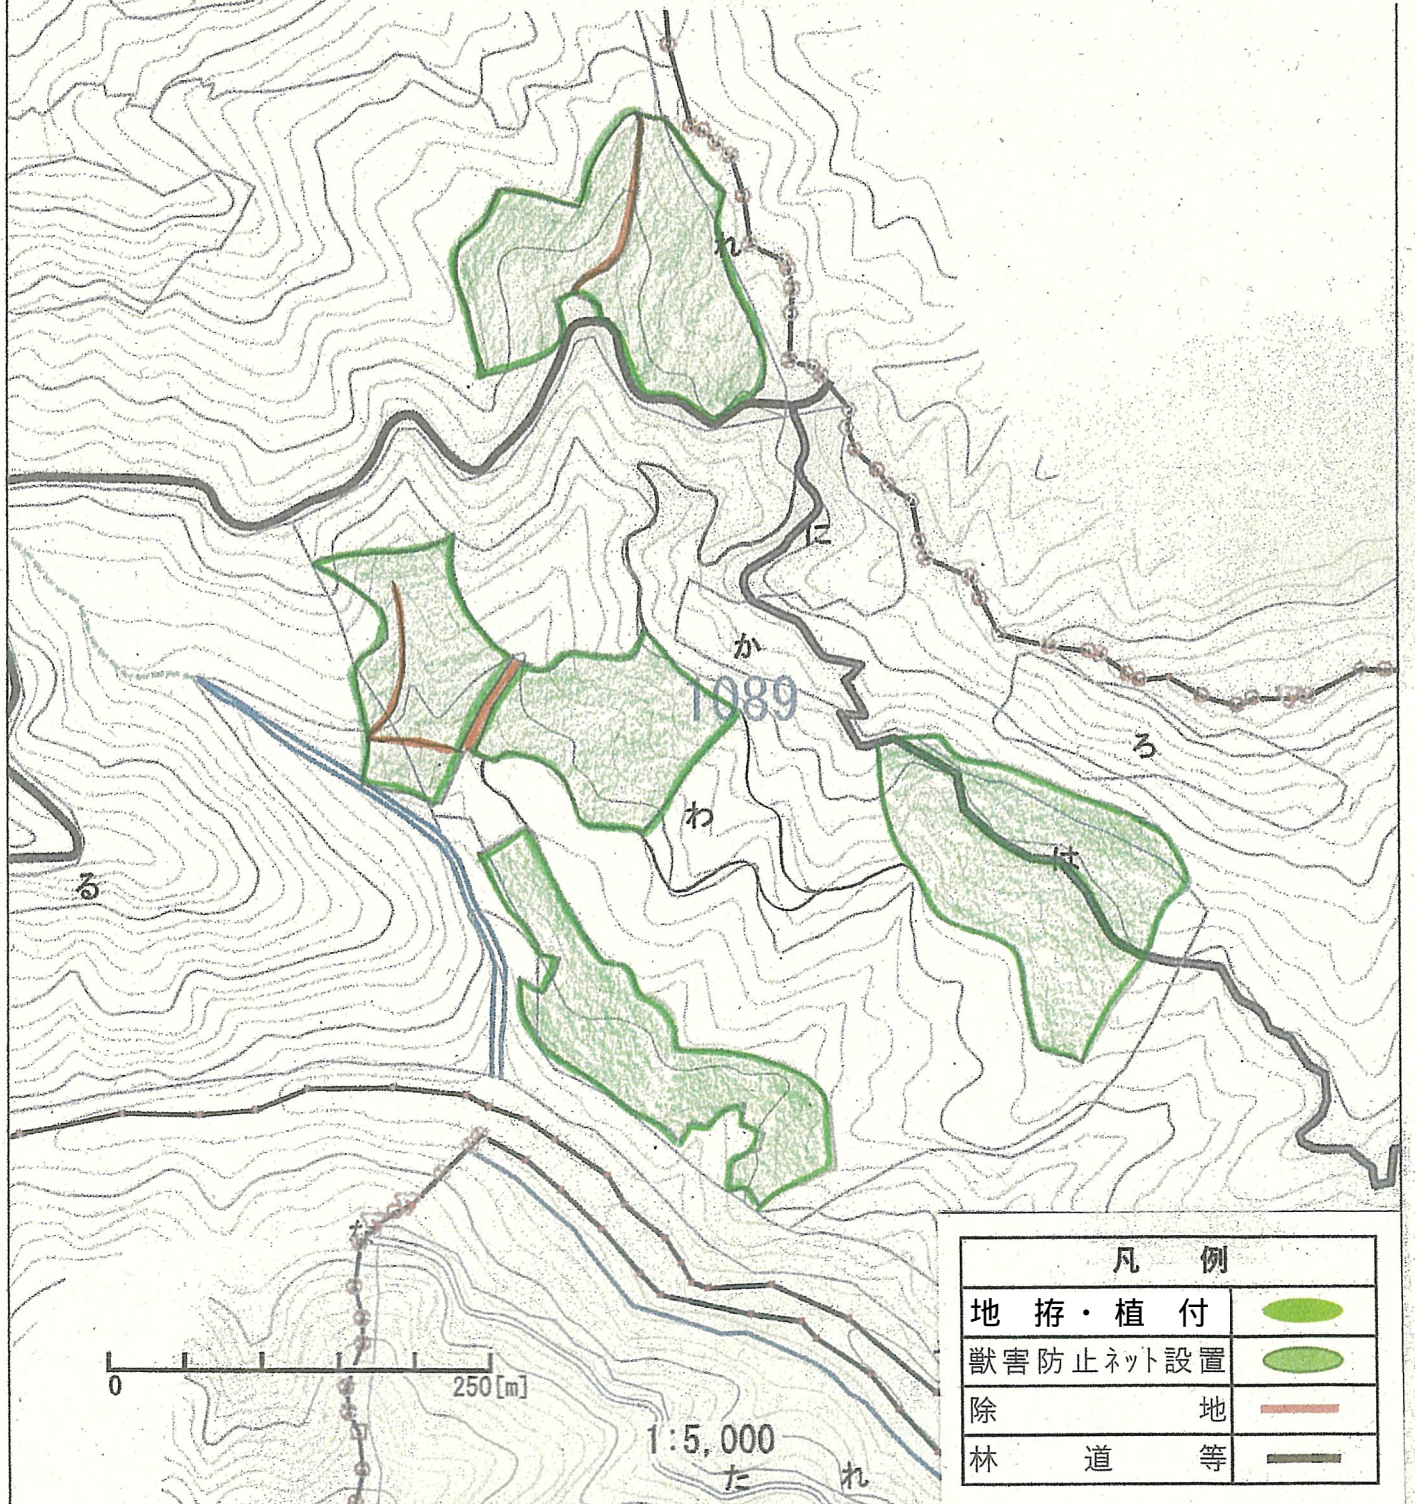 れ
に
か
1089
ろ
わ
は
る
凡 例
地 拵・植 付
獣害防止ネット設置
除 地
林 道 等
0 250[m]
1:5,000
た れ